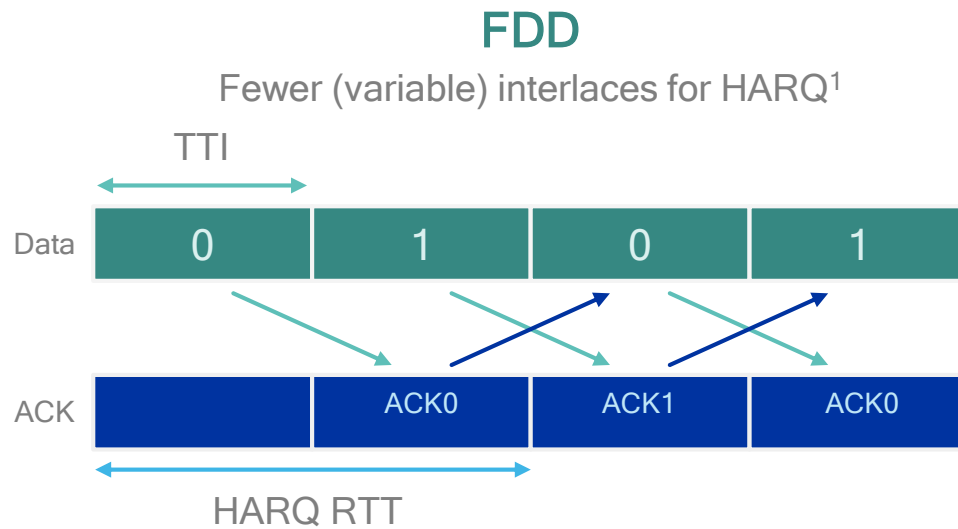 FDD
Fewer (variable) interlaces for HARQ¹
TTI
Data 0 1 0 1
ACK ACK0 ACK1 ACK0
HARQ RTT